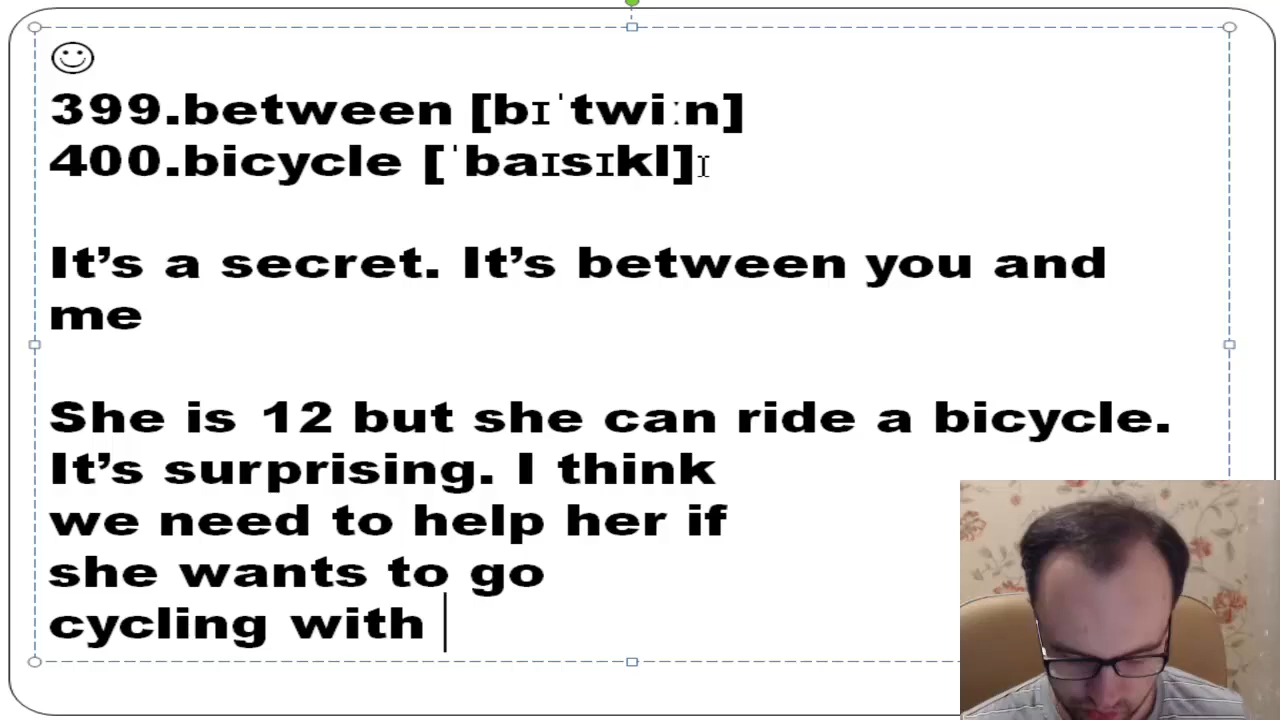 ☺
399.between [bɪˈtwiːn]
400.bicycle [ˈbaɪsɪkl]
It’s a secret. It’s between you and
me
She is 12 but she can ride a bicycle.
It’s surprising. I think
we need to help her if
she wants to go
cycling with